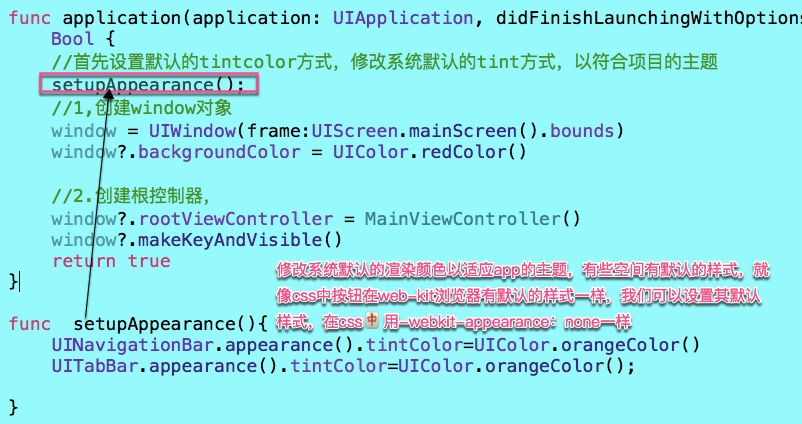 func application(application: UIApplication, didFinishLaunchingWithOptions
Bool {
//首先设置默认的tintcolor方式，修改系统默认的tint方式，以符合项目的主题
setupAppearance();
//1,创建window对象
window = UIWindow(frame:UIScreen.mainScreen().bounds)
window?.backgroundColor = UIColor.redColor()
//2.创建根控制器，
window?.rootViewController = MainViewController()
window?.makeKeyAndVisible()
return true
}
修改系统默认的渲染颜色以适应app的主题，有些空间有默认的样式，就
像css中按钮在web-kit浏览器有默认的样式一样，我们可以设置其默认
样式，在css🀄用-webkit-appearance：none一样
func setupAppearance(){
UINavigationBar.appearance().tintColor=UIColor.orangeColor()
UITabBar.appearance().tintColor=UIColor.orangeColor();
}